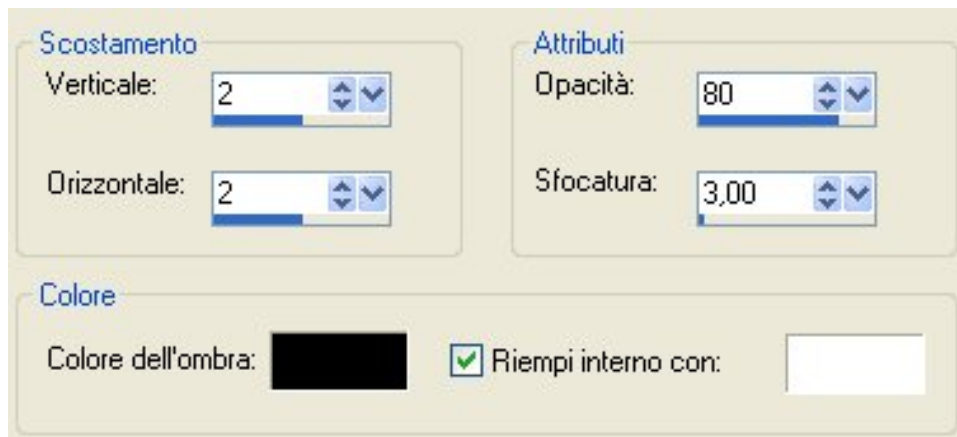 Scostamento
Verticale: 2
Orizzontale: 2
Attributi
Opacità: 80
Sfocatura: 3,00
Colore
Colore dell'ombra:
Riempi interno con: